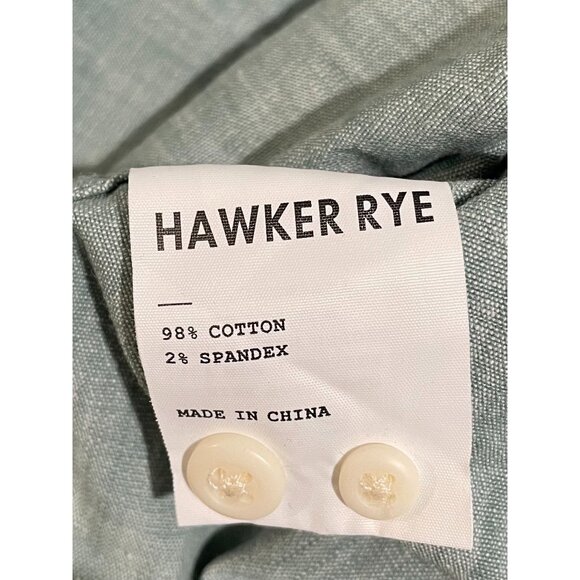 HAWKER RYE
98% COTTON
2% SPANDEX
MADE IN CHINA